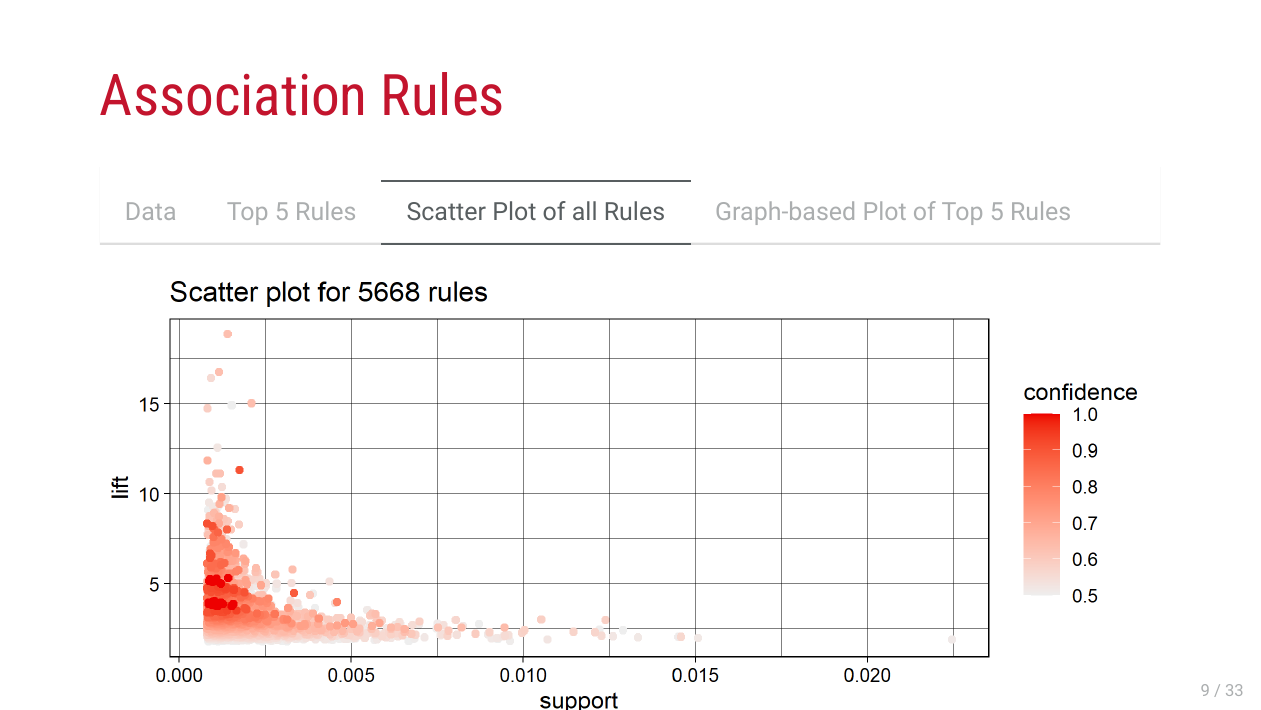 Association Rules
Data
Top 5 Rules
Scatter Plot of all Rules
Graph-based Plot of Top 5 Rules
Scatter plot for 5668 rules
lift
15
10
5
0.000
0.005
0.010
0.015
0.020
support
confidence
1.0
0.9
0.8
0.7
0.6
0.5
9 / 33